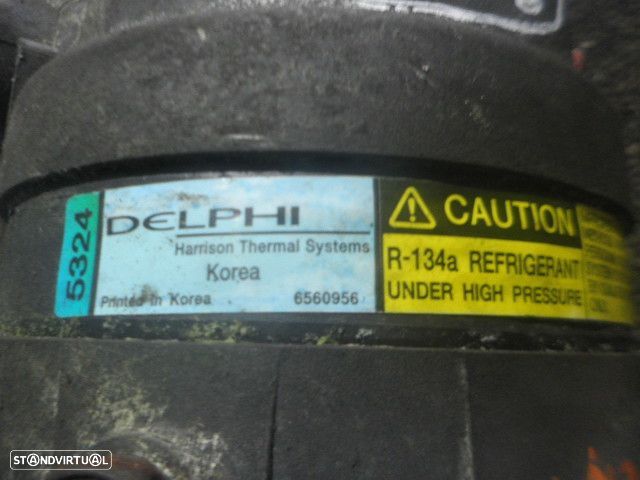 5324
DELPHI
Harrison Thermal Systems
Korea
Printed in Korea 6560956
CAUTION
R-134a REFRIGERANT
UNDER HIGH PRESSURE
STANDVIRTUAL